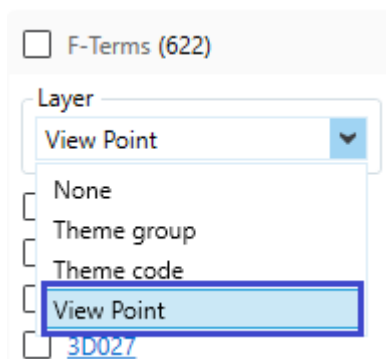 F-Terms (622)
Layer
View Point
None
Theme group
Theme code
View Point
3D027